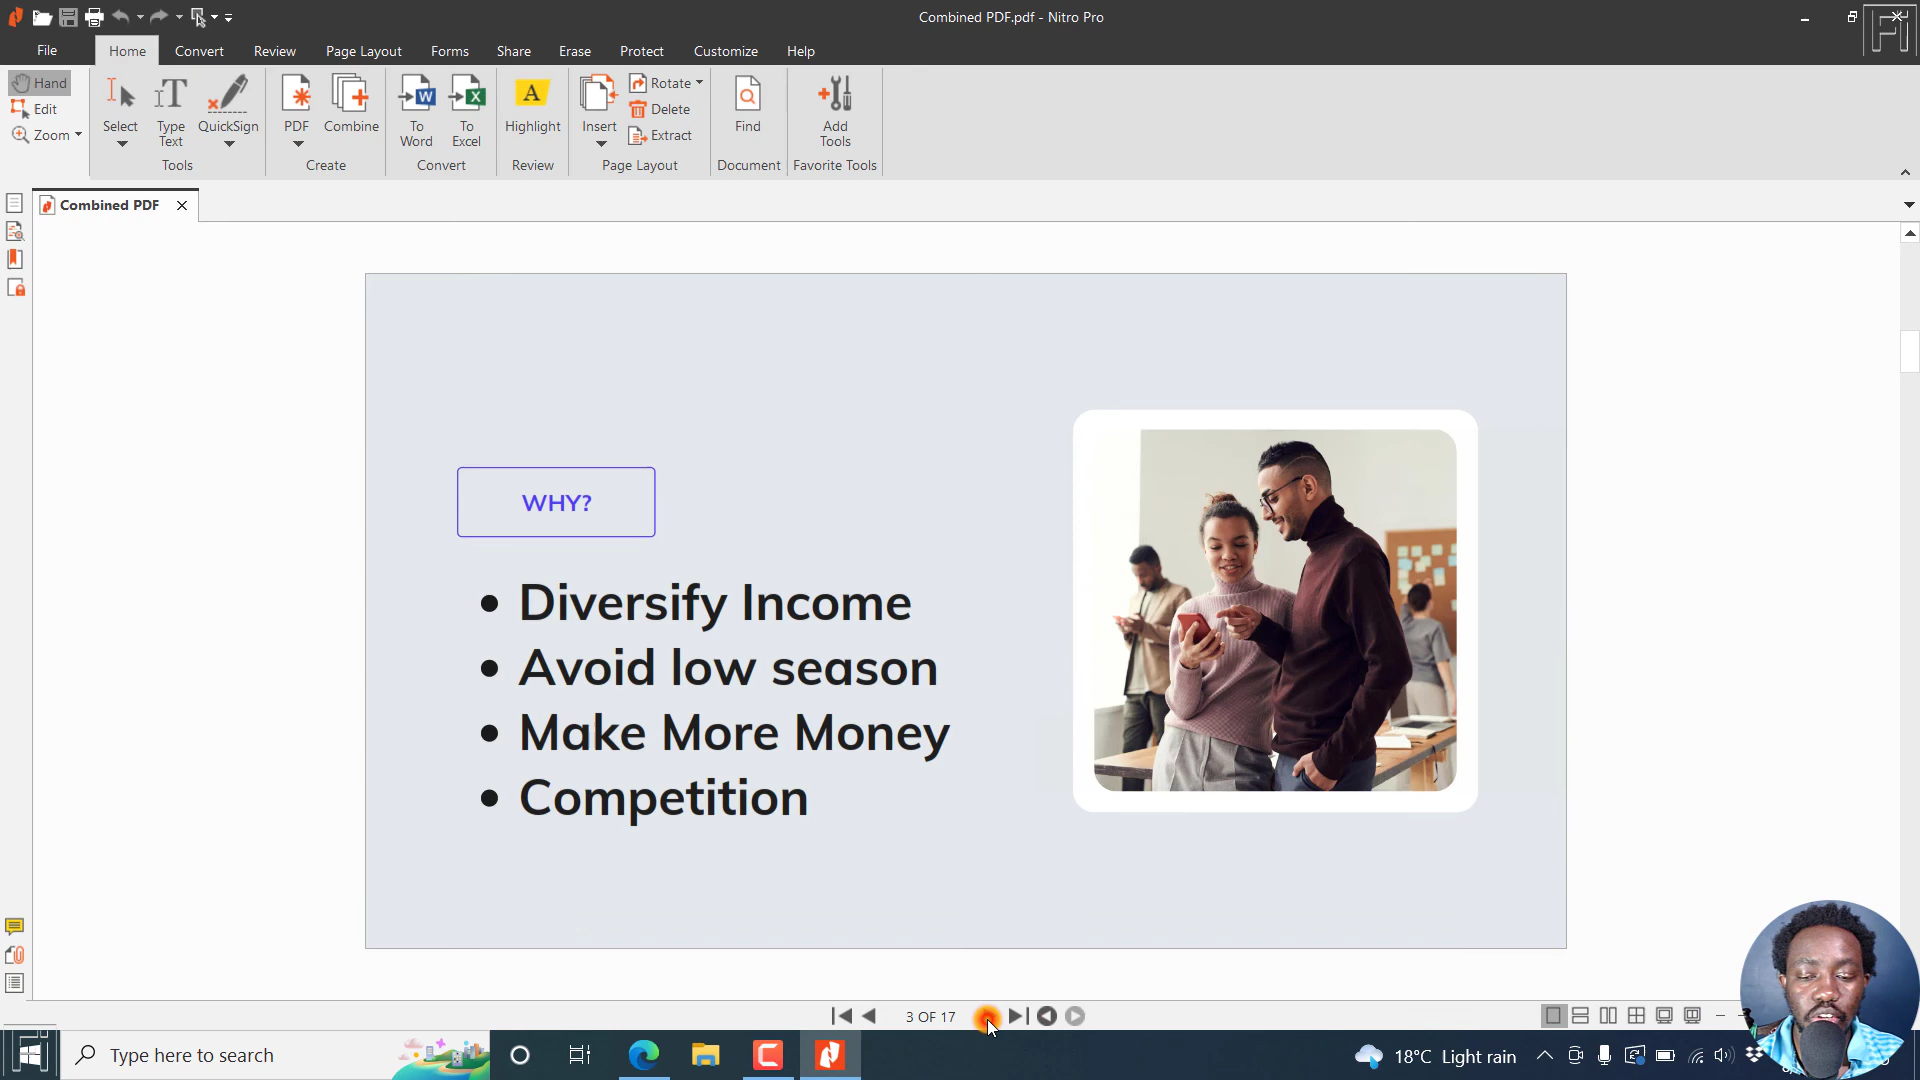 Combined PDF.pdf - Nitro Pro
File
Home
Convert
Review
Page Layout
Forms
Share
Erase
Protect
Customize
Help
Hand
Edit
Zoom
Select
Type
Text
QuickSign
Tools
PDF
Combine
Create
To
Word
To
Excel
Convert
Highlight
Review
Insert
Rotate
Delete
Extract
Page Layout
Find
Document
Add
Tools
Favorite Tools
Combined PDF
WHY?
• Diversify Income
• Avoid low season
• Make More Money
• Competition
3 OF 17
Type here to search
18°C Light rain